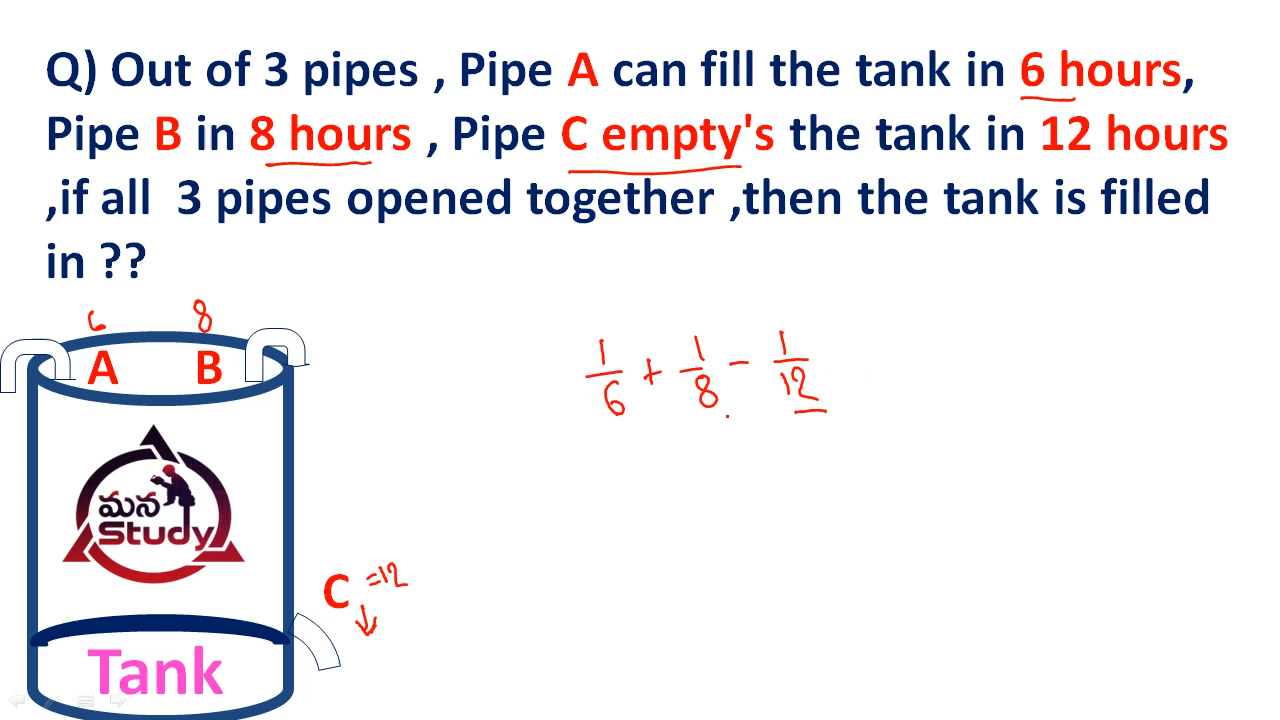 Q) Out of 3 pipes , Pipe A can fill the tank in 6 hours,
Pipe B in 8 hours , Pipe C empty's the tank in 12 hours
,if all 3 pipes opened together ,then the tank is filled
in ??
6 8
A B
1/6 + 1/8 - 1/12
మన
Study
C =12
Tank